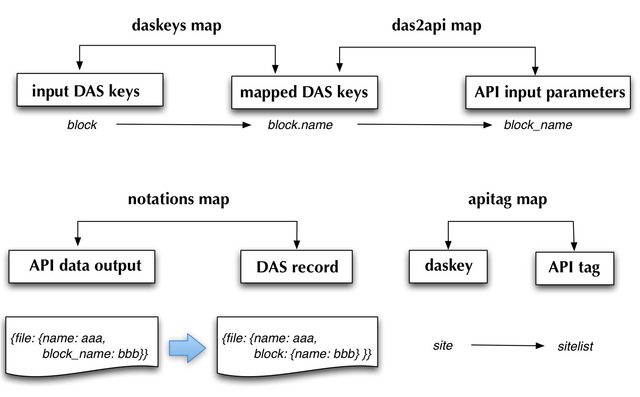 daskeys map
das2api map
input DAS keys
mapped DAS keys
API input parameters
block
block.name
block_name
notations map
apitag map
API data output
DAS record
daskey
API tag
{file: {name: aaa,
block_name: bbb}}
{file: {name: aaa,
block: {name: bbb} }}
site
sitelist